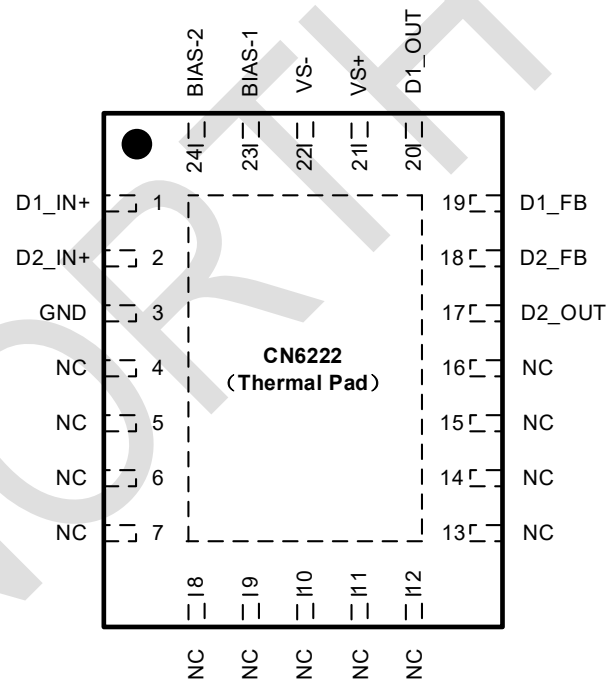 BIAS-2 BIAS-1 VS- VS+ D1_OUT
24 23 22 21 20
D1_IN+ 1 19 D1_FB
D2_IN+ 2 18 D2_FB
GND 3 17 D2_OUT
NC 4 16 NC
CN6222
(Thermal Pad)
NC 5 15 NC
NC 6 14 NC
NC 7 13 NC
8 9 10 11 12
NC NC NC NC NC
NORTH